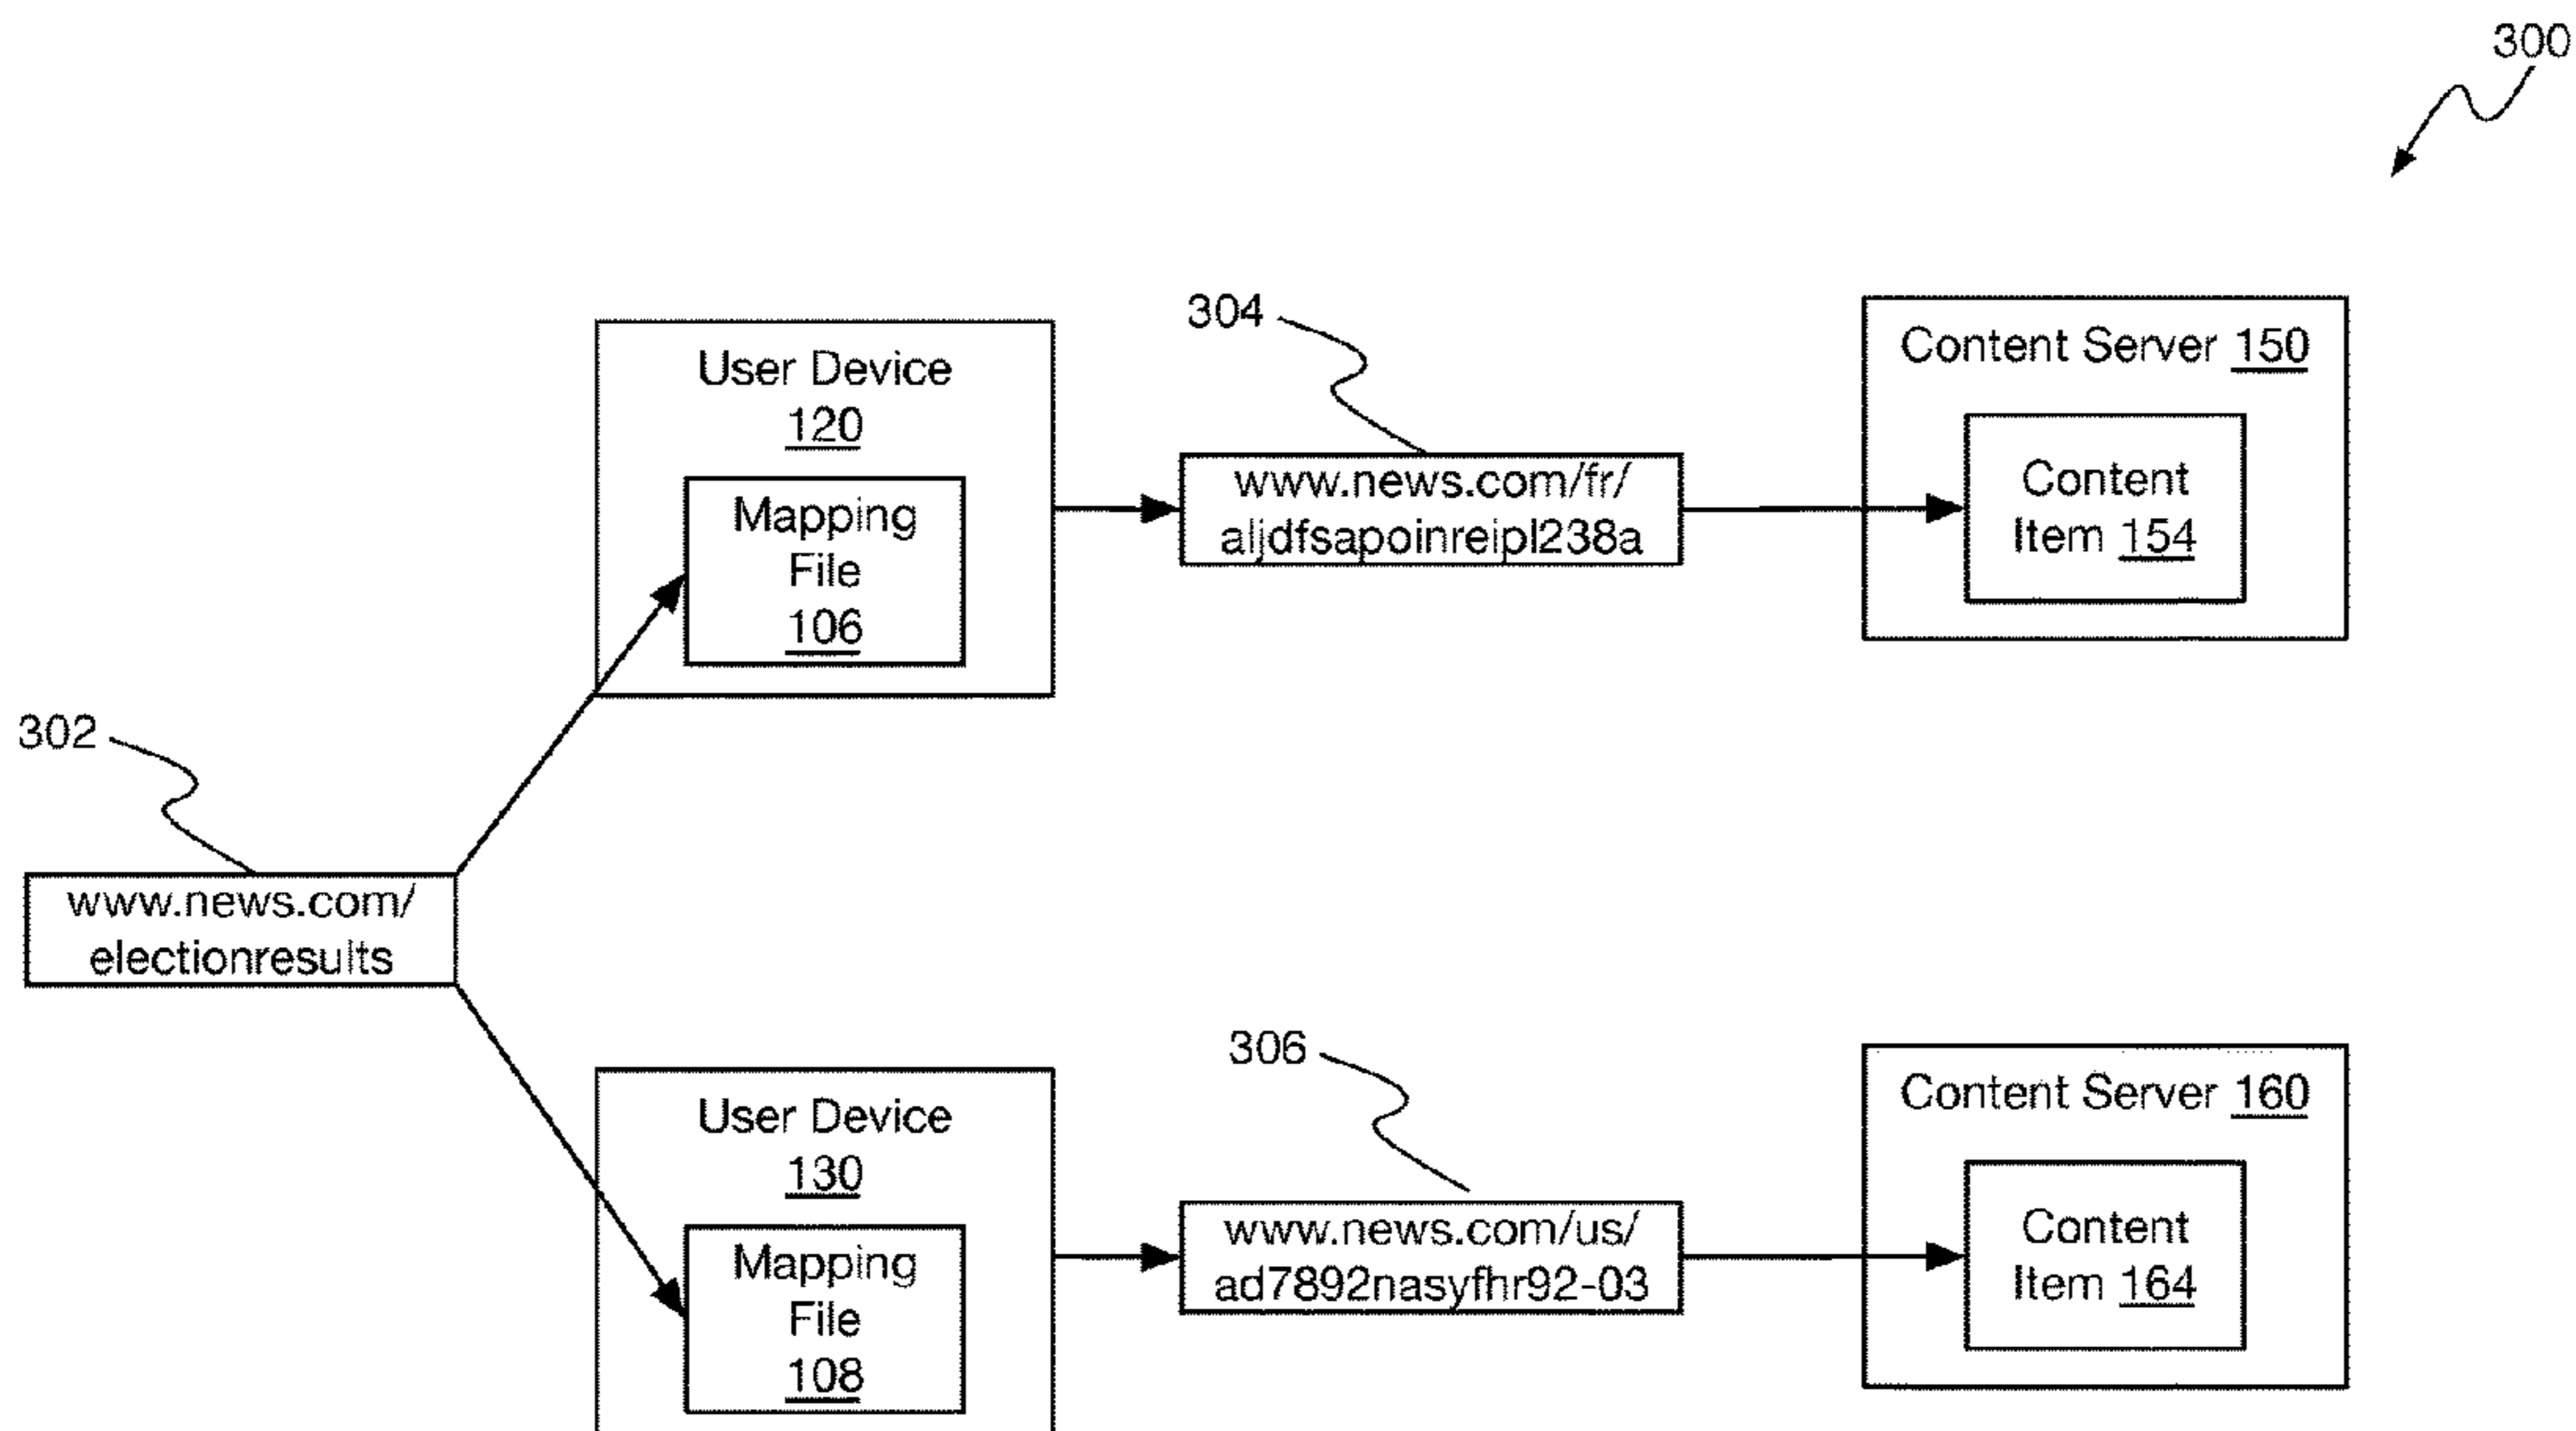 300
304
User Device
120
Mapping
File
106
www.news.com/fr/
aljdfsapoinreipl238a
Content Server 150
Content
Item 154
302
www.news.com/
electionresults
306
User Device
130
Mapping
File
108
www.news.com/us/
ad7892nasyfhr92-03
Content Server 160
Content
Item 164